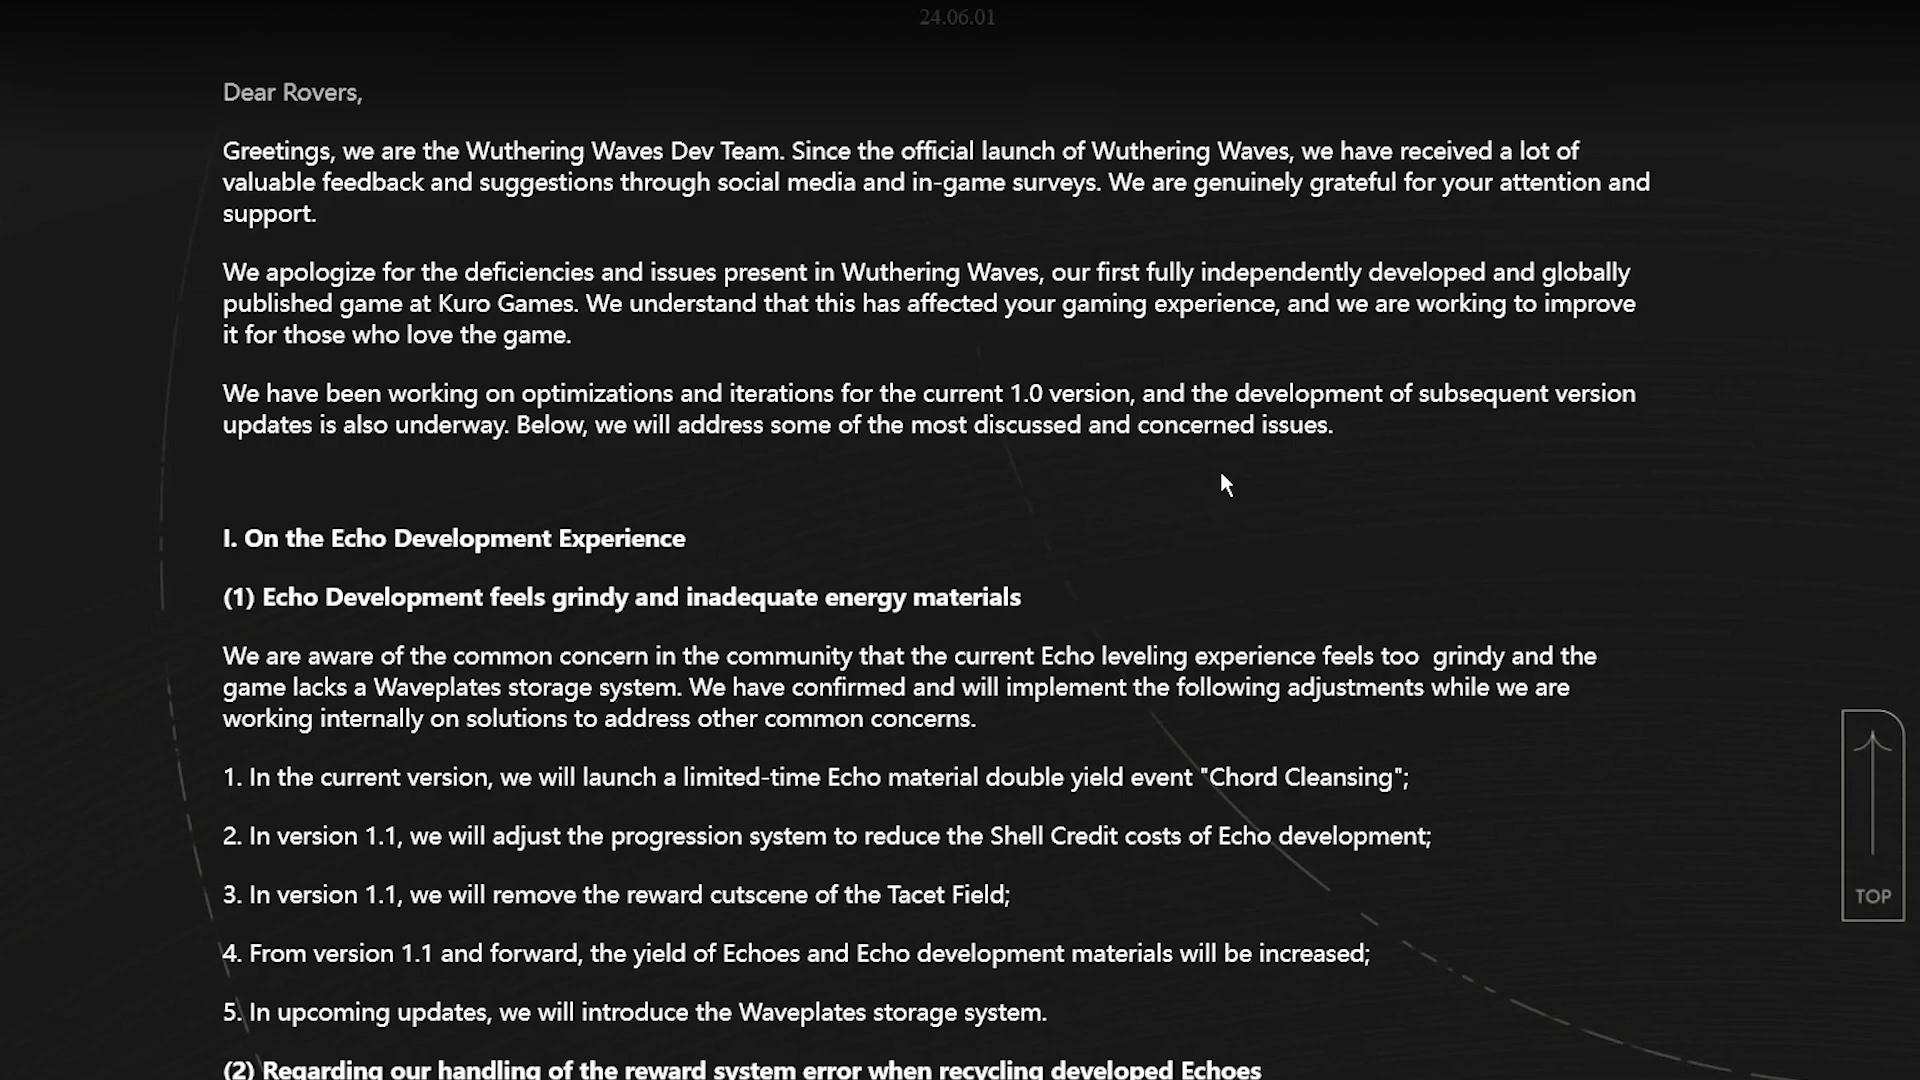 24.06.01
Dear Rovers,
Greetings, we are the Wuthering Waves Dev Team. Since the official launch of Wuthering Waves, we have received a lot of
valuable feedback and suggestions through social media and in-game surveys. We are genuinely grateful for your attention and
support.
We apologize for the deficiencies and issues present in Wuthering Waves, our first fully independently developed and globally
published game at Kuro Games. We understand that this has affected your gaming experience, and we are working to improve
it for those who love the game.
We have been working on optimizations and iterations for the current 1.0 version, and the development of subsequent version
updates is also underway. Below, we will address some of the most discussed and concerned issues.
I. On the Echo Development Experience
(1) Echo Development feels grindy and inadequate energy materials
We are aware of the common concern in the community that the current Echo leveling experience feels too  grindy and the
game lacks a Waveplates storage system. We have confirmed and will implement the following adjustments while we are
working internally on solutions to address other common concerns.
1. In the current version, we will launch a limited-time Echo material double yield event "Chord Cleansing";
2. In version 1.1, we will adjust the progression system to reduce the Shell Credit costs of Echo development;
3. In version 1.1, we will remove the reward cutscene of the Tacet Field;
4. From version 1.1 and forward, the yield of Echoes and Echo development materials will be increased;
5. In upcoming updates, we will introduce the Waveplates storage system.
(2) Regarding our handling of the reward system error when recycling developed Echoes
TOP